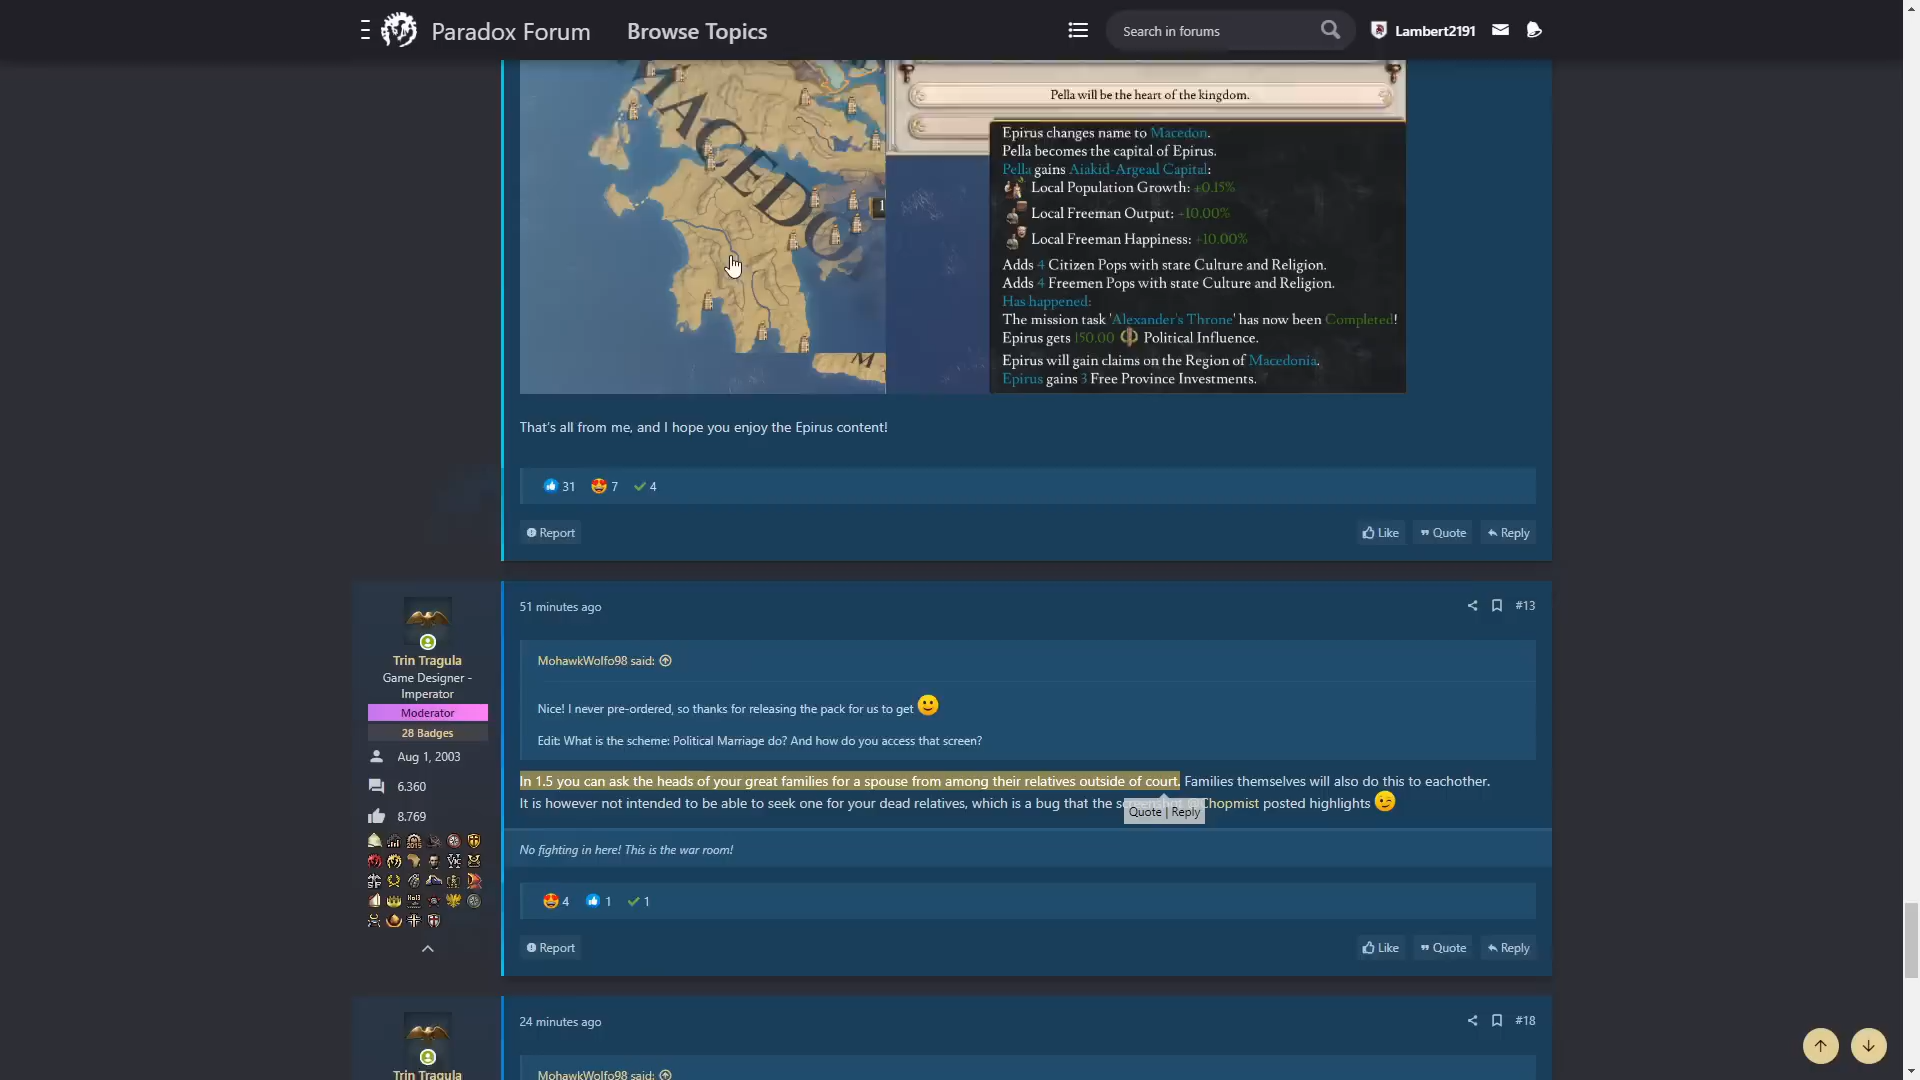 Paradox Forum
Browse Topics
Search in forums
Lambert2191
MACEDO
1
M
Pella will be the heart of the kingdom.
Epirus changes name to Macedon.
Pella becomes the capital of Epirus.
Pella gains Aiakid-Argead Capital:
Local Population Growth: +0.15%
Local Freeman Output: +10.00%
Local Freeman Happiness: +10.00%
Adds 4 Citizen Pops with state Culture and Religion.
Adds 4 Freemen Pops with state Culture and Religion.
Has happened:
The mission task 'Alexander's Throne' has now been Completed!
Epirus gets 150.00 Political Influence.
Epirus will gain claims on the Region of Macedonia.
Epirus gains 3 Free Province Investments.
That's all from me, and I hope you enjoy the Epirus content!
31 7 4
Report
Like Quote Reply
Trin Tragula
Game Designer -
Imperator
Moderator
28 Badges
Aug 1, 2003
6.360
8.769
51 minutes ago
#13
MohawkWolfo98 said:
Nice! I never pre-ordered, so thanks for releasing the pack for us to get
Edit: What is the scheme: Political Marriage do? And how do you access that screen?
In 1.5 you can ask the heads of your great families for a spouse from among their relatives outside of court. Families themselves will also do this to eachother.
It is however not intended to be able to seek one for your dead relatives, which is a bug that the screenshot @Chopmist posted highlights
Quote | Reply
No fighting in here! This is the war room!
4 1 1
Report
Like Quote Reply
24 minutes ago
#18
MohawkWolfo98 said:
Trin Tragula